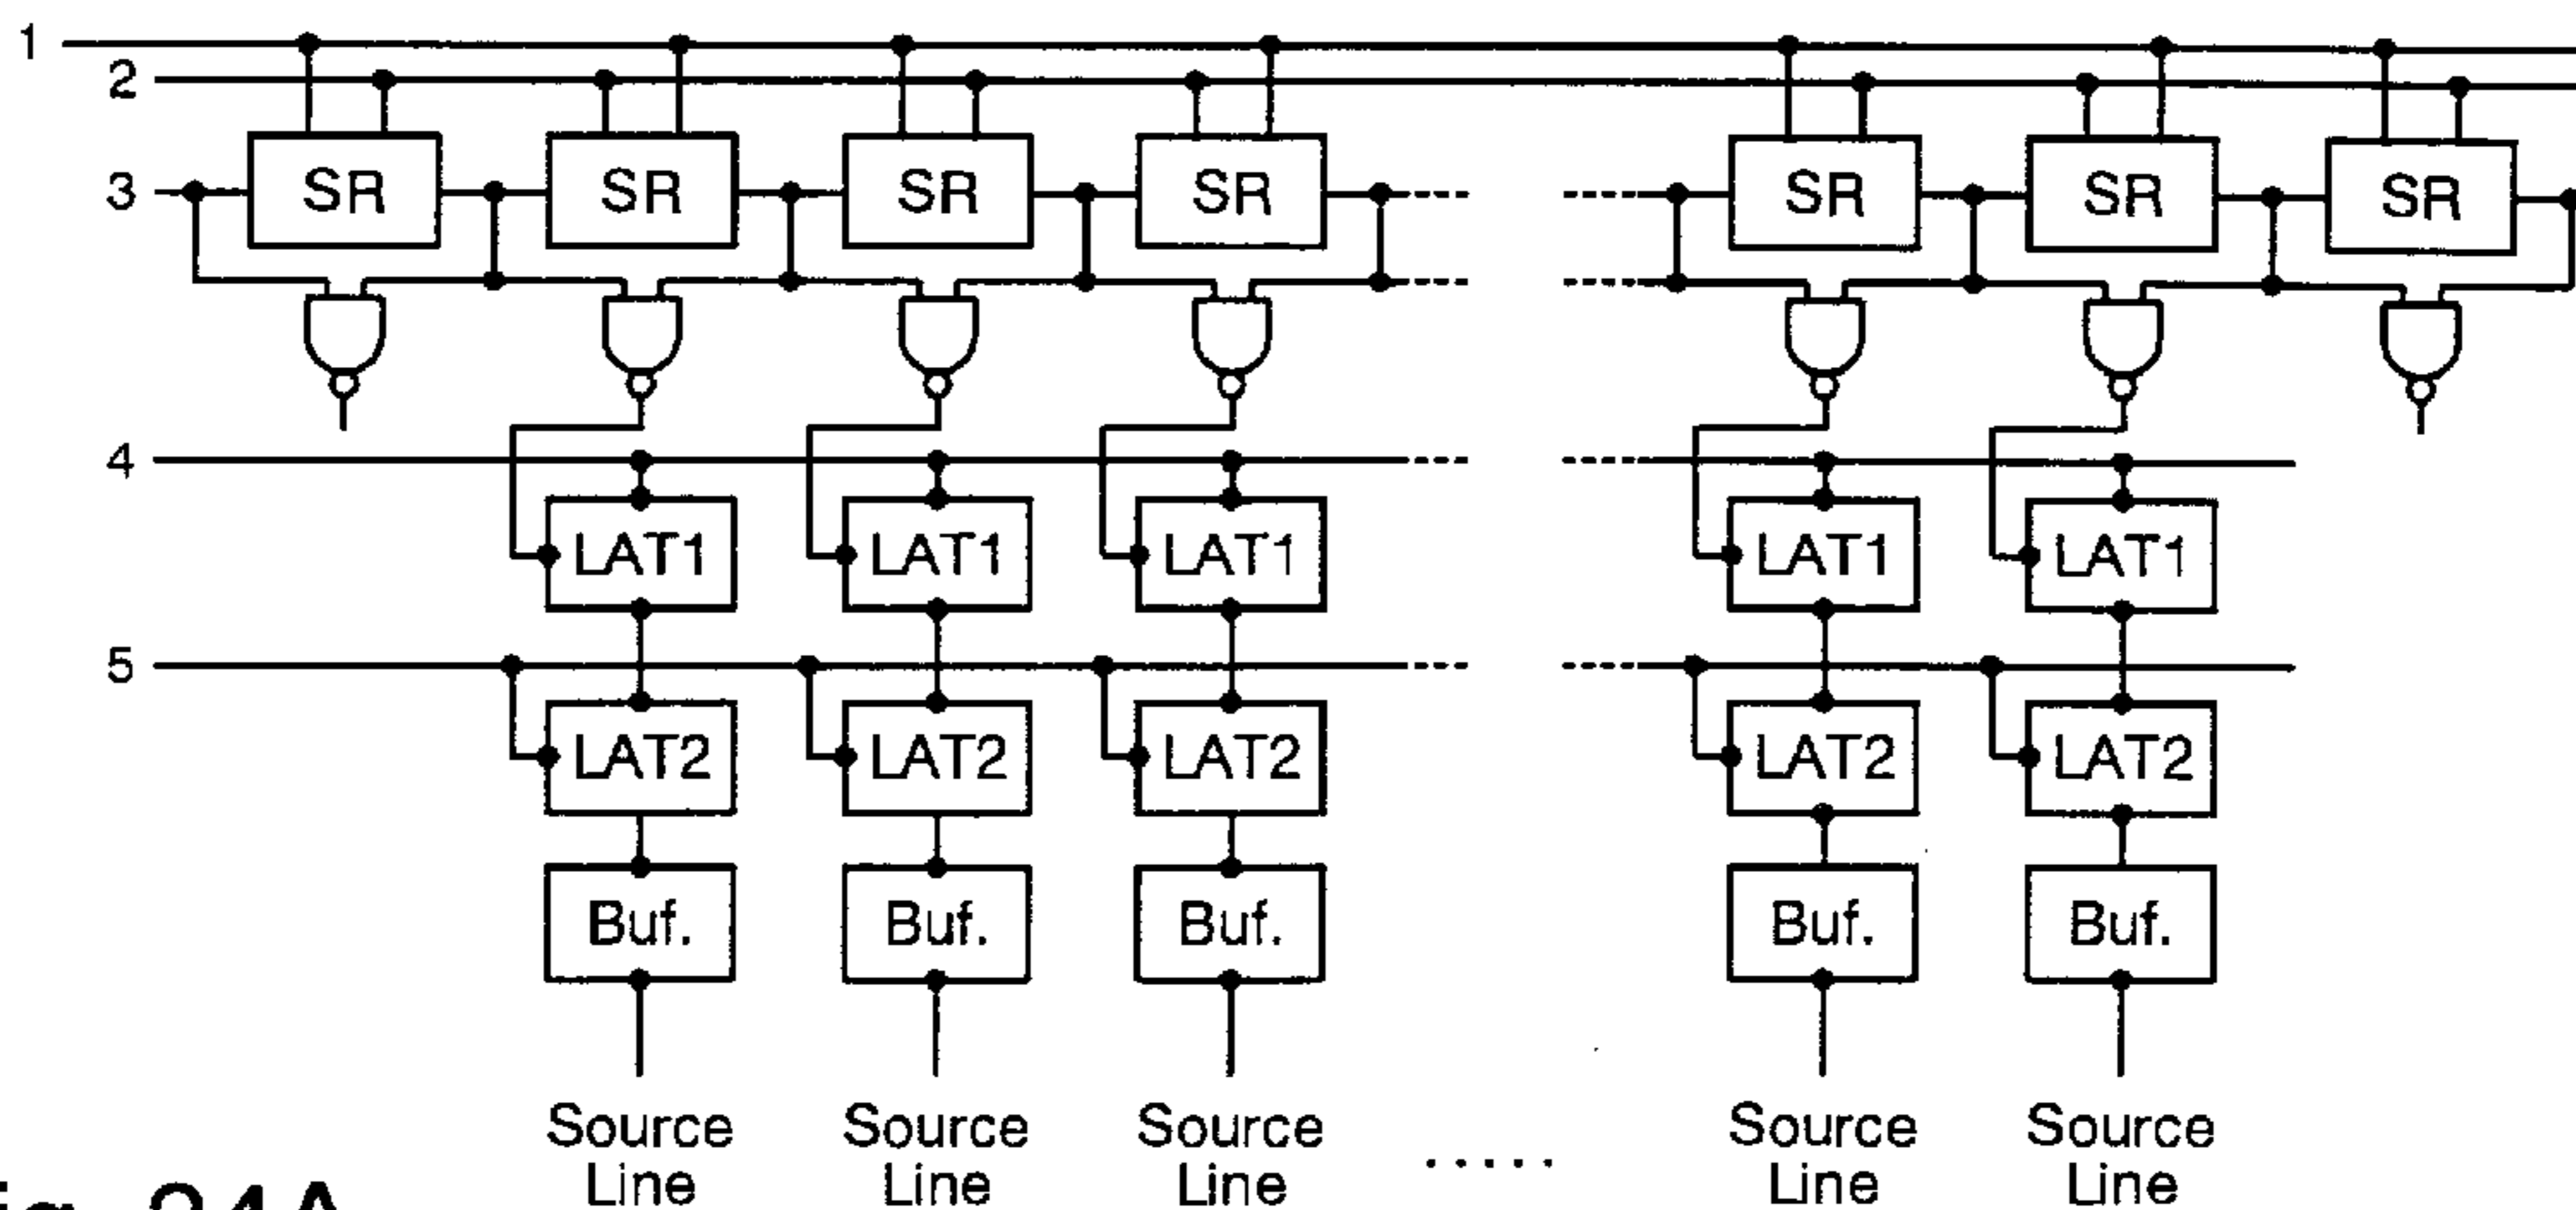 1
2
3 SR SR SR SR SR SR SR
4
LAT1 LAT1 LAT1 LAT1 LAT1
5
LAT2 LAT2 LAT2 LAT2 LAT2
Buf. Buf. Buf. Buf. Buf.
Source Source Source Source Source
Line Line Line ..... Line Line